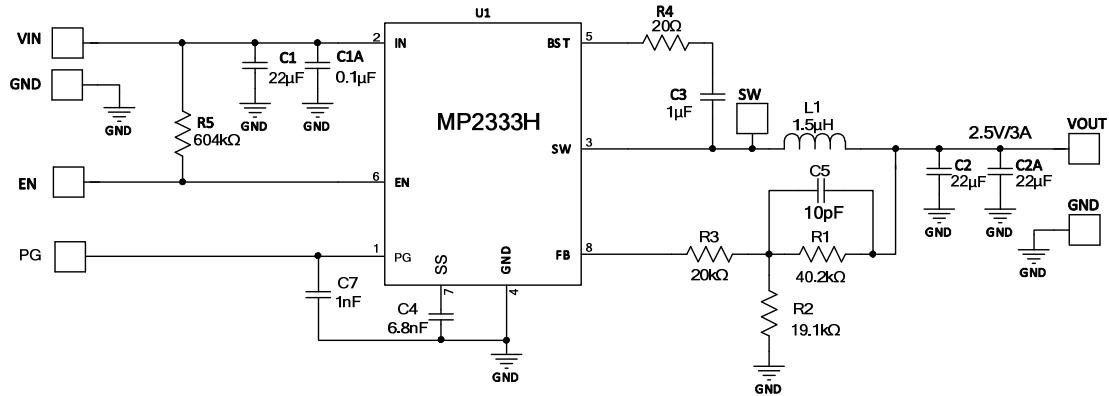 U1
R4
20Ω
VIN
2
IN
BST
5
C1
22µF
C1A
0.1µF
GND
GND
GND
GND
R5
604kΩ
MP2333H
C3
1µF
SW
L1
1.5µH
2.5V/3A
VOUT
SW
3
C5
10pF
C2
22µF
C2A
22µF
GND
GND
GND
GND
EN
6
EN
PG
1
PG
SS
GND
FB
8
R3
20kΩ
R1
40.2kΩ
C7
1nF
7
4
C4
6.8nF
R2
19.1kΩ
GND
GND